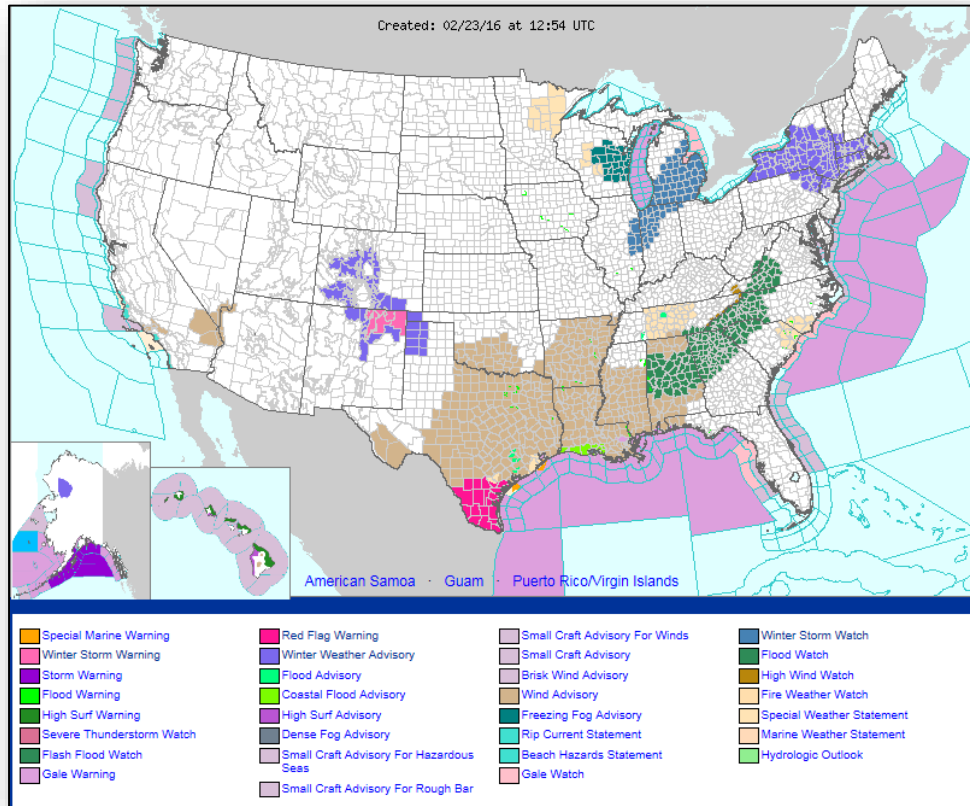 Created: 02/23/16 at 12:54 UTC
American Samoa · Guam · Puerto Rico/Virgin Islands
Special Marine Warning
Winter Storm Warning
Storm Warning
Flood Warning
High Surf Warning
Severe Thunderstorm Watch
Flash Flood Watch
Gale Warning
Red Flag Warning
Winter Weather Advisory
Flood Advisory
Coastal Flood Advisory
High Surf Advisory
Dense Fog Advisory
Small Craft Advisory For Hazardous
Seas
Small Craft Advisory For Rough Bar
Small Craft Advisory For Winds
Small Craft Advisory
Brisk Wind Advisory
Wind Advisory
Freezing Fog Advisory
Rip Current Statement
Beach Hazards Statement
Gale Watch
Winter Storm Watch
Flood Watch
High Wind Watch
Fire Weather Watch
Special Weather Statement
Marine Weather Statement
Hydrologic Outlook